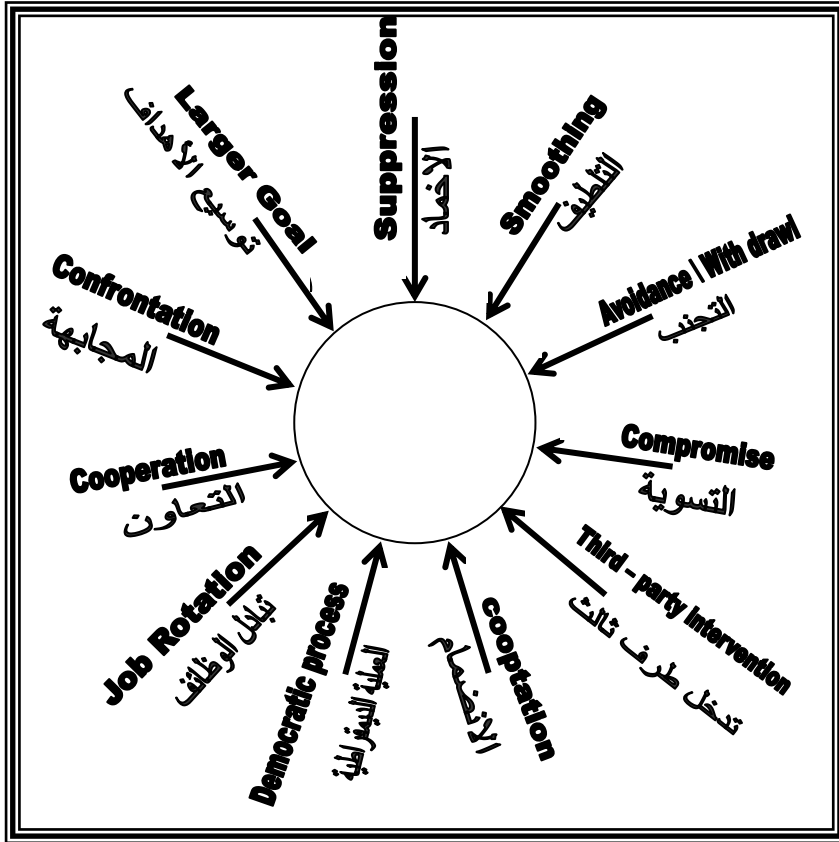 Suppression
الاخماد
Smoothing
التلطيف
Avoidance | With drawl
التجنب
Compromise
التسوية
Third – party intervention
تدخل طرف ثالث
cooptation
الانضمام
Democratic process
العملية الديمقراطية
Job Rotation
تبادل الوظائف
Cooperation
التعاون
Confrontation
المجابهة
Larger Goal
توسيع الأهداف